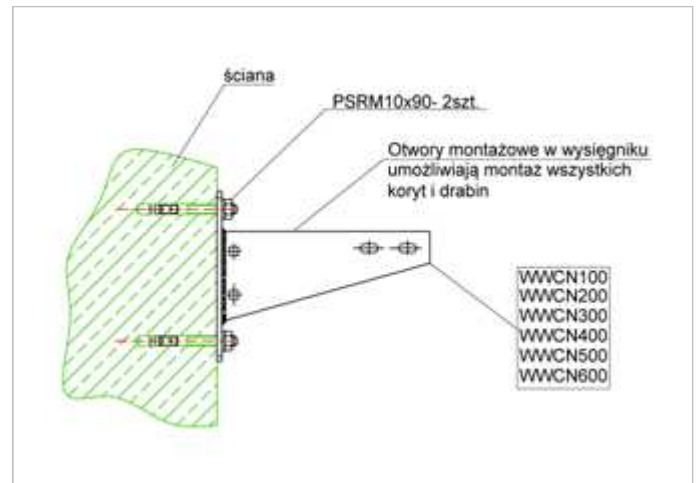 ściana
PSRM10x90- 2szt.
Otwory montażowe w wysięgniku
umożliwiają montaż wszystkich
koryt i drabin
WWCN100
WWCN200
WWCN300
WWCN400
WWCN500
WWCN600